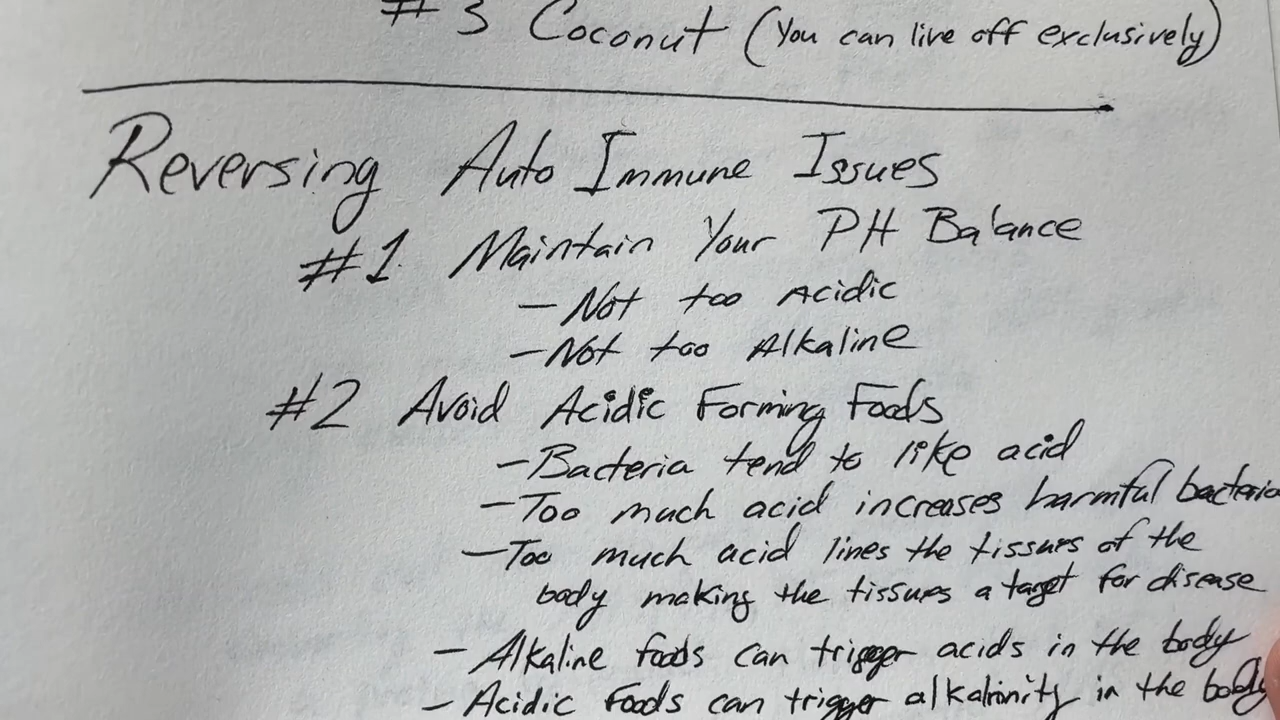 #3 Coconut (You can live off exclusively)
Reversing Auto Immune Issues
#1 Maintain Your PH Balance
- Not too Acidic
- Not too Alkaline
#2 Avoid Acidic Forming Foods
- Bacteria tend to like acid
- Too much acid increases harmful bacteria
- Too much acid lines the tissues of the
body making the tissues a target for disease
- Alkaline foods can trigger acids in the body
- Acidic Foods can trigger alkalinity in the body